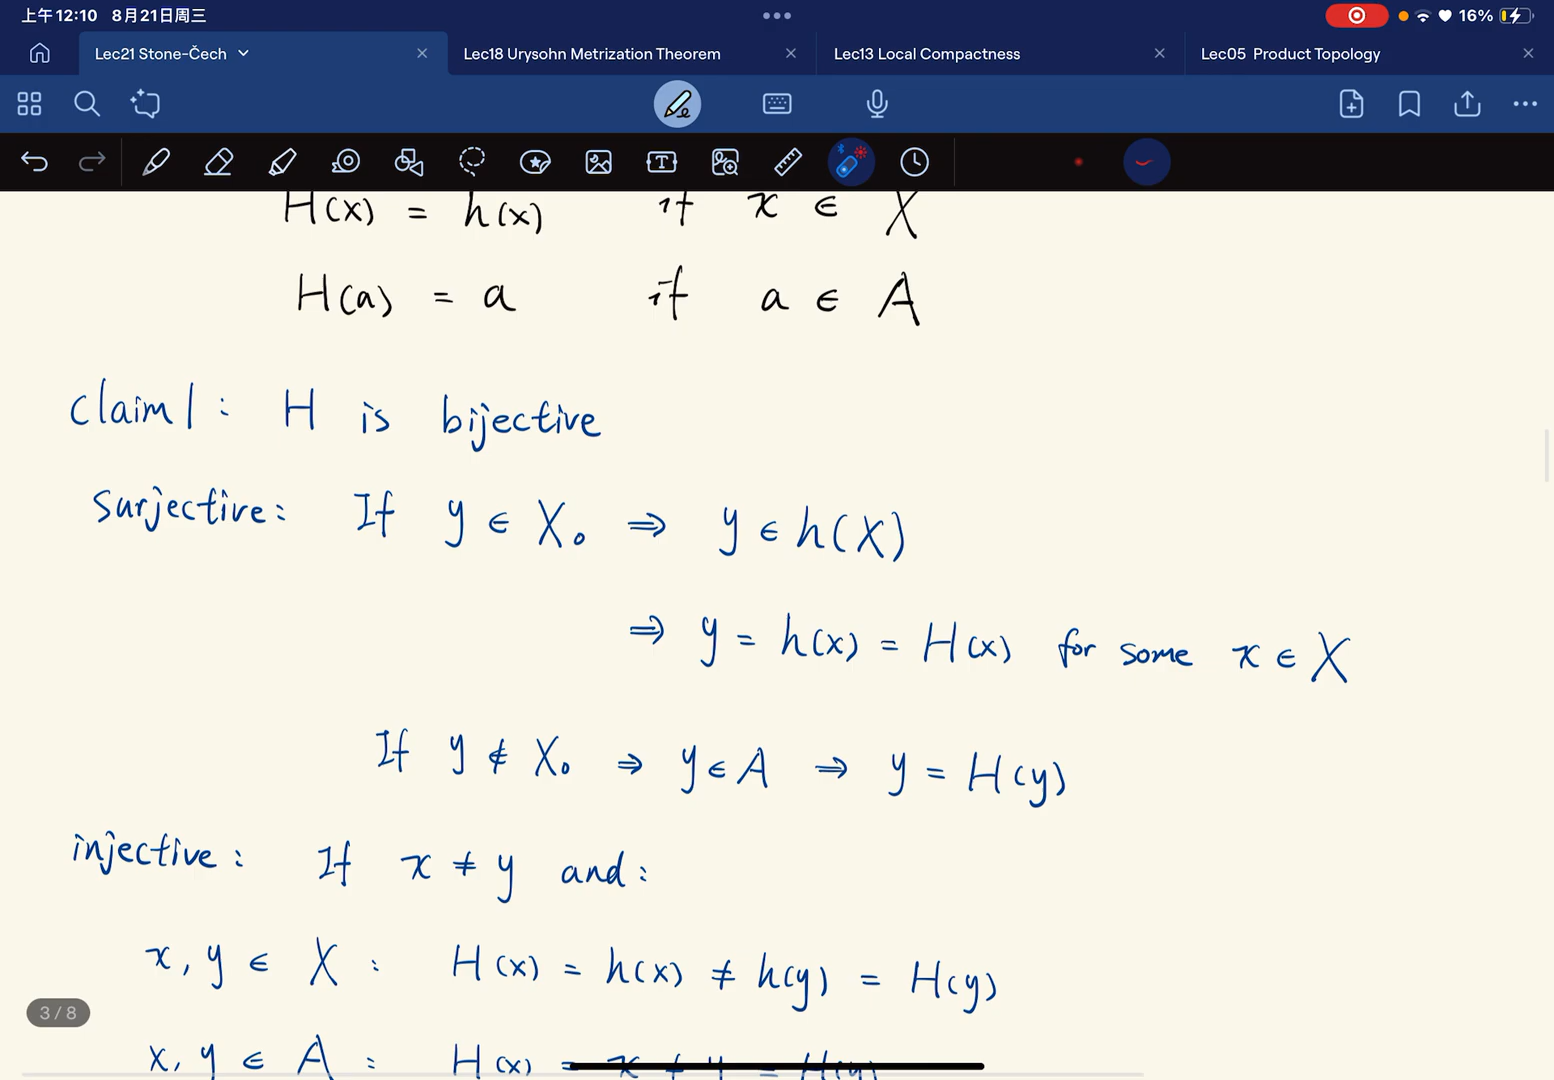 上午12:10 8月21日周三
16%
Lec21 Stone-Čech
Lec18 Urysohn Metrization Theorem
Lec13 Local Compactness
Lec05 Product Topology
H(x) = h(x) if x ∈ X
H(a) = a if a ∈ A
Claim1: H is bijective
Surjective: If y ∈ X₀ ⇒ y ∈ h(X)
⇒ y = h(x) = H(x) for some x ∈ X
If y ∉ X₀ ⇒ y ∈ A ⇒ y = H(y)
injective: If x ≠ y and:
x, y ∈ X : H(x) = h(x) ≠ h(y) = H(y)
3 / 8
x, y ∈ A : H(x) = x ≠ y = H(y)